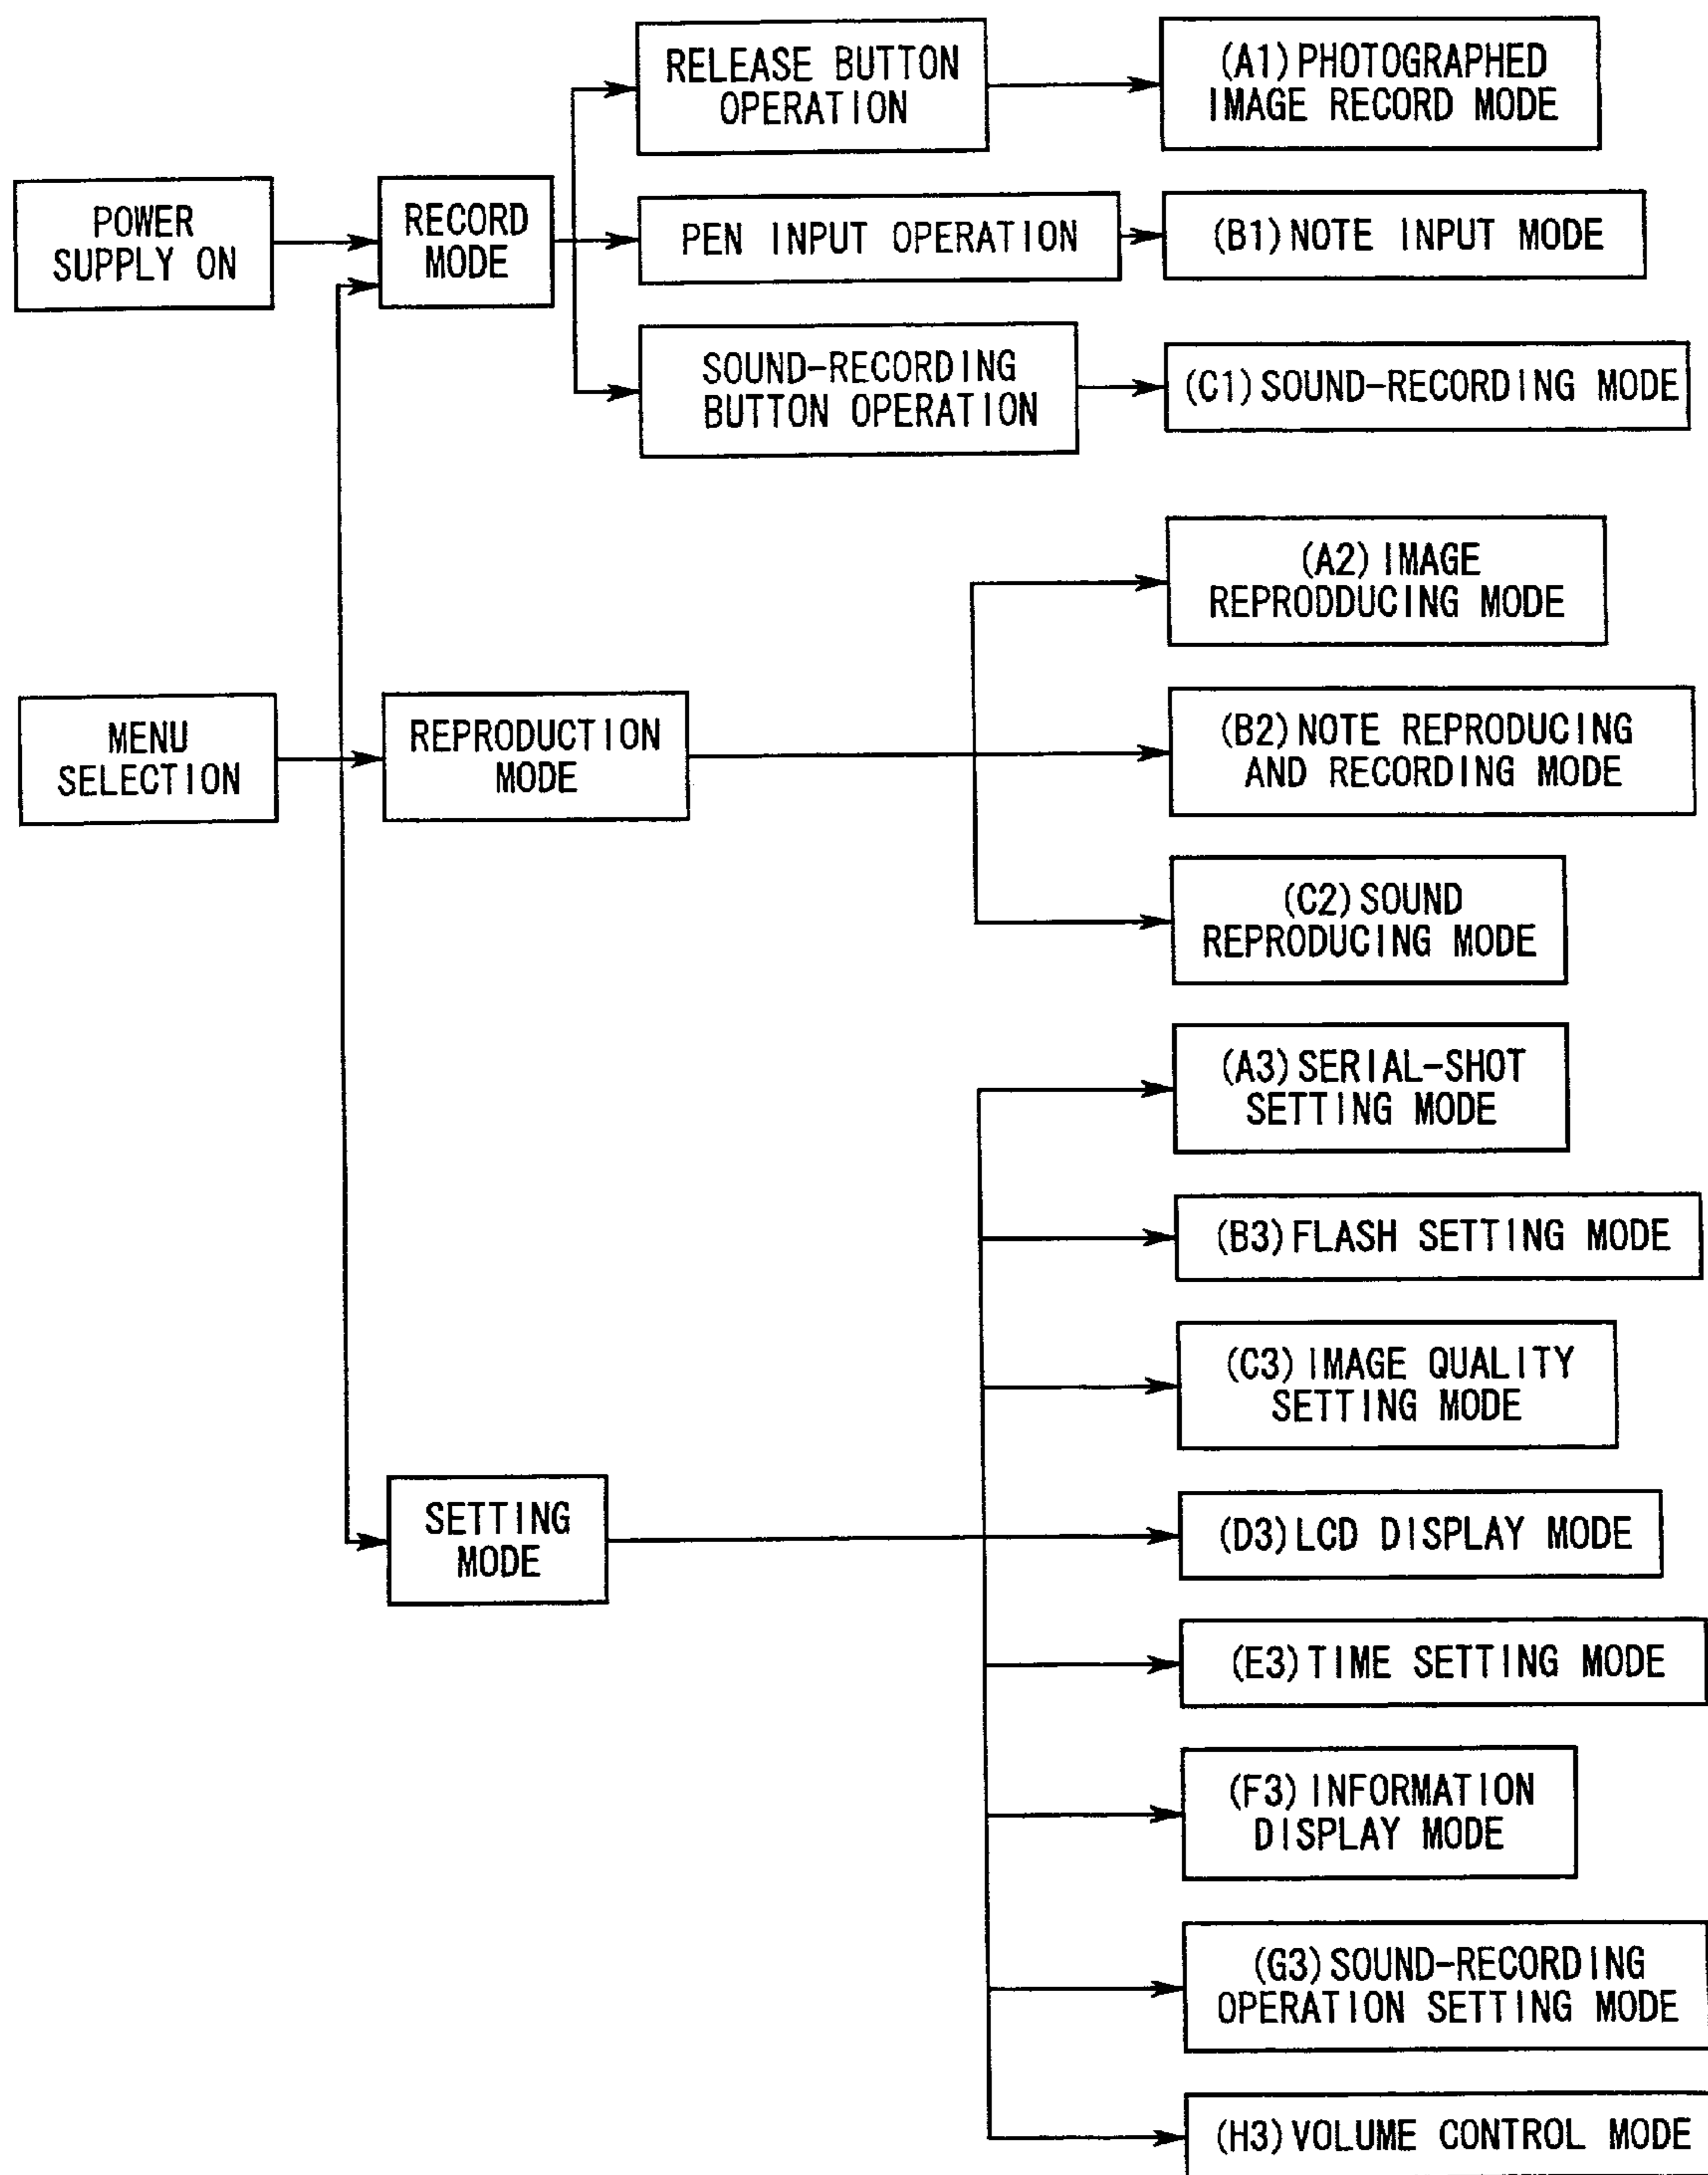 RELEASE BUTTON
OPERATION
(A1) PHOTOGRAPHED
IMAGE RECORD MODE
POWER
SUPPLY ON
RECORD
MODE
PEN INPUT OPERATION
(B1) NOTE INPUT MODE
SOUND-RECORDING
BUTTON OPERATION
(C1) SOUND-RECORDING MODE
(A2) IMAGE
REPRODDUCING MODE
MENU
SELECTION
REPRODUCTION
MODE
(B2) NOTE REPRODUCING
AND RECORDING MODE
(C2) SOUND
REPRODUCING MODE
(A3) SERIAL-SHOT
SETTING MODE
(B3) FLASH SETTING MODE
(C3) IMAGE QUALITY
SETTING MODE
SETTING
MODE
(D3) LCD DISPLAY MODE
(E3) TIME SETTING MODE
(F3) INFORMATION
DISPLAY MODE
(G3) SOUND-RECORDING
OPERATION SETTING MODE
(H3) VOLUME CONTROL MODE